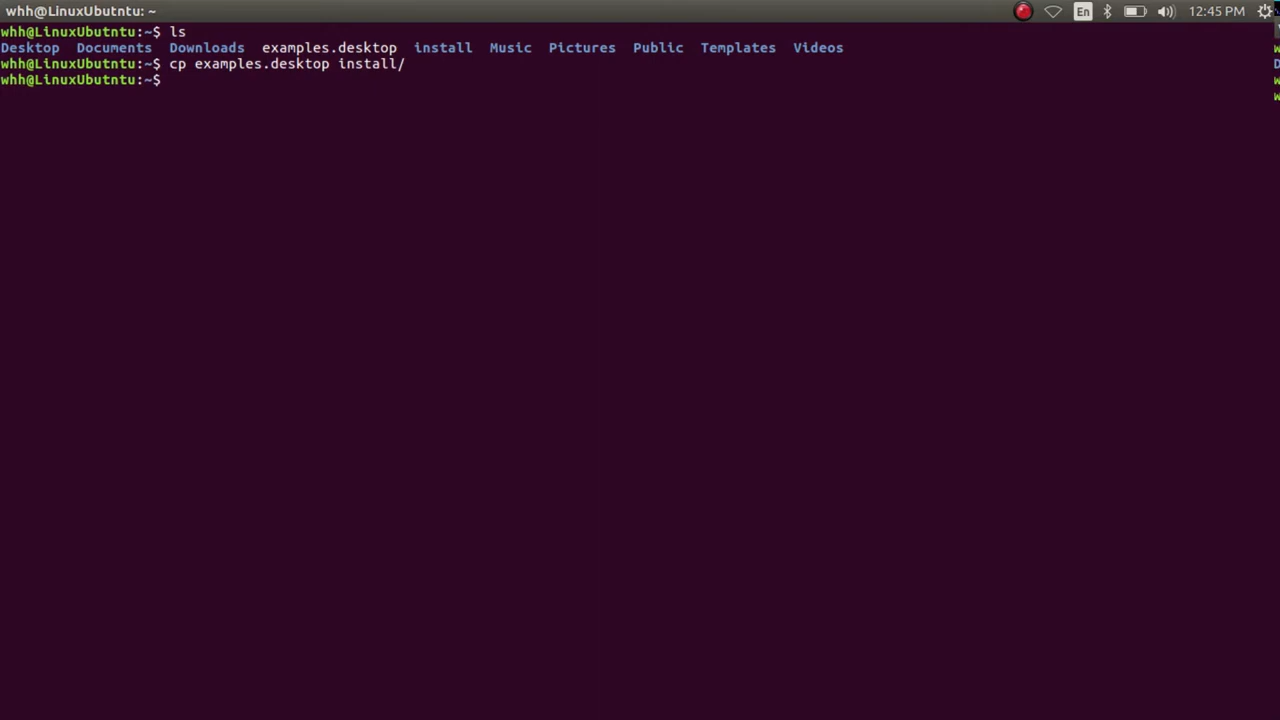 whh@LinuxUbutntu: ~ En 12:45 PM
whh@LinuxUbutntu:~$ ls
Desktop Documents Downloads examples.desktop install Music Pictures Public Templates Videos
whh@LinuxUbutntu:~$ cp examples.desktop install/
whh@LinuxUbutntu:~$